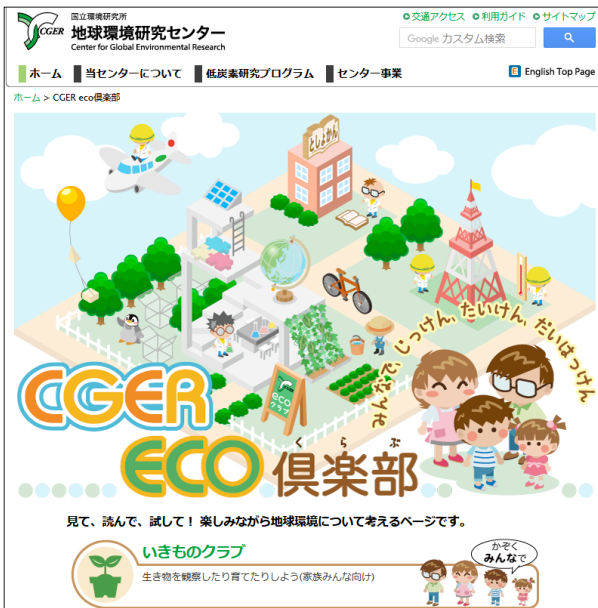 国立環境研究所
CGER 地球環境研究センター
Center for Global Environmental Research
交通アクセス 利用ガイド サイトマップ
Google カスタム検索
ホーム 当センターについて 低炭素研究プログラム センター事業
E English Top Page
ホーム > CGER eco倶楽部
としょかん
じっけん、たいけん、だいはっけん
eco
クラブ
CGER
ECO倶楽部
くらぶ
見て、読んで、試して！ 楽しみながら地球環境について考えるページです。
いきものクラブ
生き物を観察したり育てたりしよう(家族みんな向け)
かぞく
みんなで